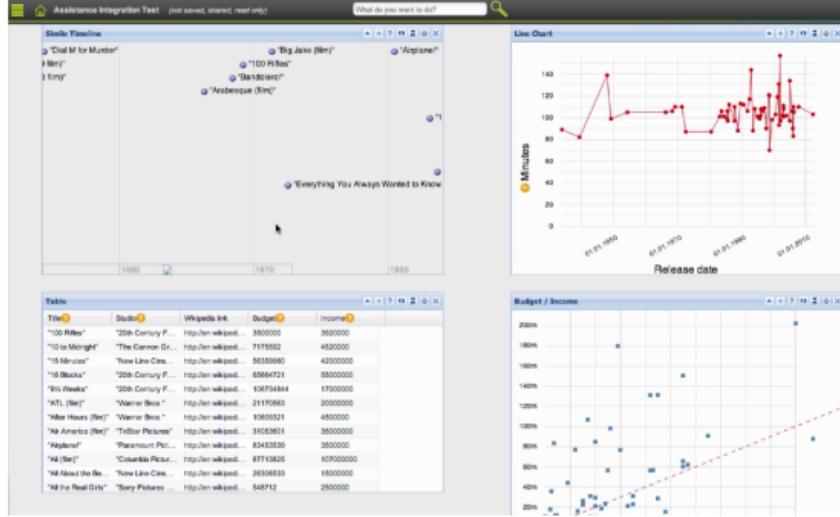 Assistance Integration Test (not saved, shared, read only)
What do you want to do?
Simile Timeline
"Dial M for Murder"
"Big Jake (film)"
"Airplane!"
film)"
"100 Rifles"
film)"
"Bandolero!"
"Arabesque (film)"
"Everything You Always Wanted to Know
1960 1970 1980
Line Chart
140
120
100
80
60
40
20
0
Minutes
01.01.1950 01.01.1970 01.01.1990 01.01.2010
Release date
Table
Title Studio Wikipedia link Budget Income
"100 Rifles" "20th Century F... http://en.wikiped... 3500000 3920000
"10 to Midnight" "The Cannon Gr... http://en.wikiped... 7175592 4520000
"15 Minutes" "New Line Cine... http://en.wikiped... 56359980 42000000
"16 Blocks" "20th Century F... http://en.wikiped... 65664721 55000000
"9½ Weeks" "20th Century F... http://en.wikiped... 106734844 17000000
"ATL (film)" "Warner Bros." http://en.wikiped... 21170563 20000000
"After Hours (film)" "Warner Bros." http://en.wikiped... 10609321 4500000
"Air America (film)" "TriStar Pictures" http://en.wikiped... 31053601 35000000
"Airplane!" "Paramount Pict... http://en.wikiped... 83453539 3500000
"Ali (film)" "Columbia Pictur... http://en.wikiped... 87713825 107000000
"All About the Be... "New Line Cine... http://en.wikiped... 26306533 15000000
"All the Real Girls" "Sony Pictures ... http://en.wikiped... 548712 2500000
Budget / Income
200m
180m
160m
120m
100m
80m
60m
40m
20m